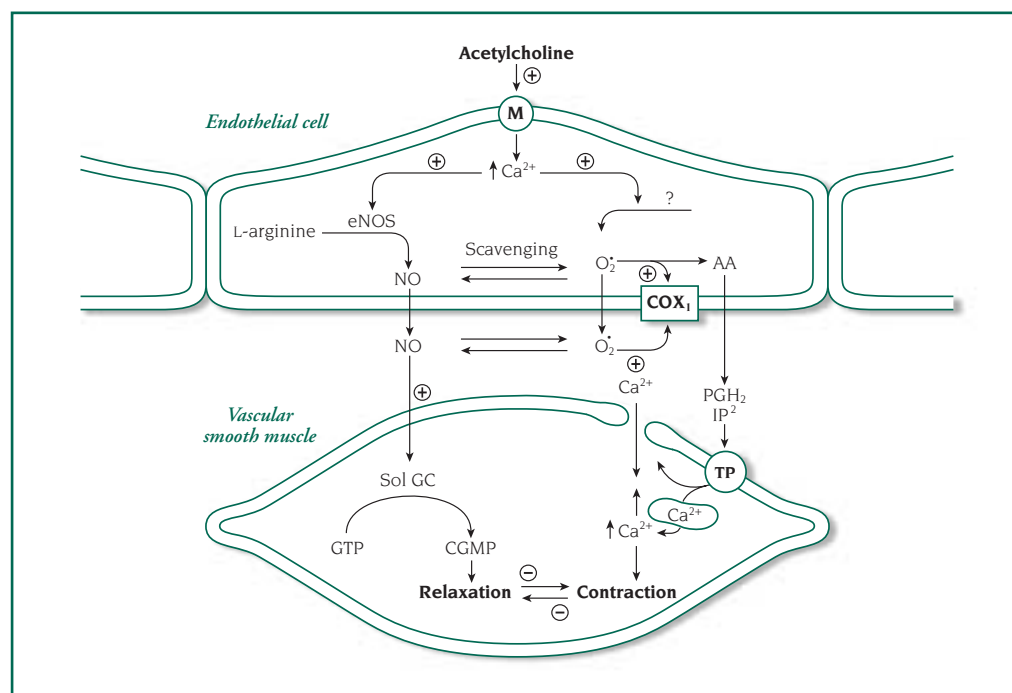 Acetylcholine
+
M
Endothelial cell
+ ↑ Ca²⁺ +
?
eNOS
L-arginine
Scavenging
NO
O₂•
AA
+
COX₁
NO
O₂•
+
Ca²⁺
+
PGH₂
IP²
Vascular
smooth muscle
TP
Sol GC
Ca²⁺
↑ Ca²⁺
GTP
CGMP
−
Relaxation
Contraction
−